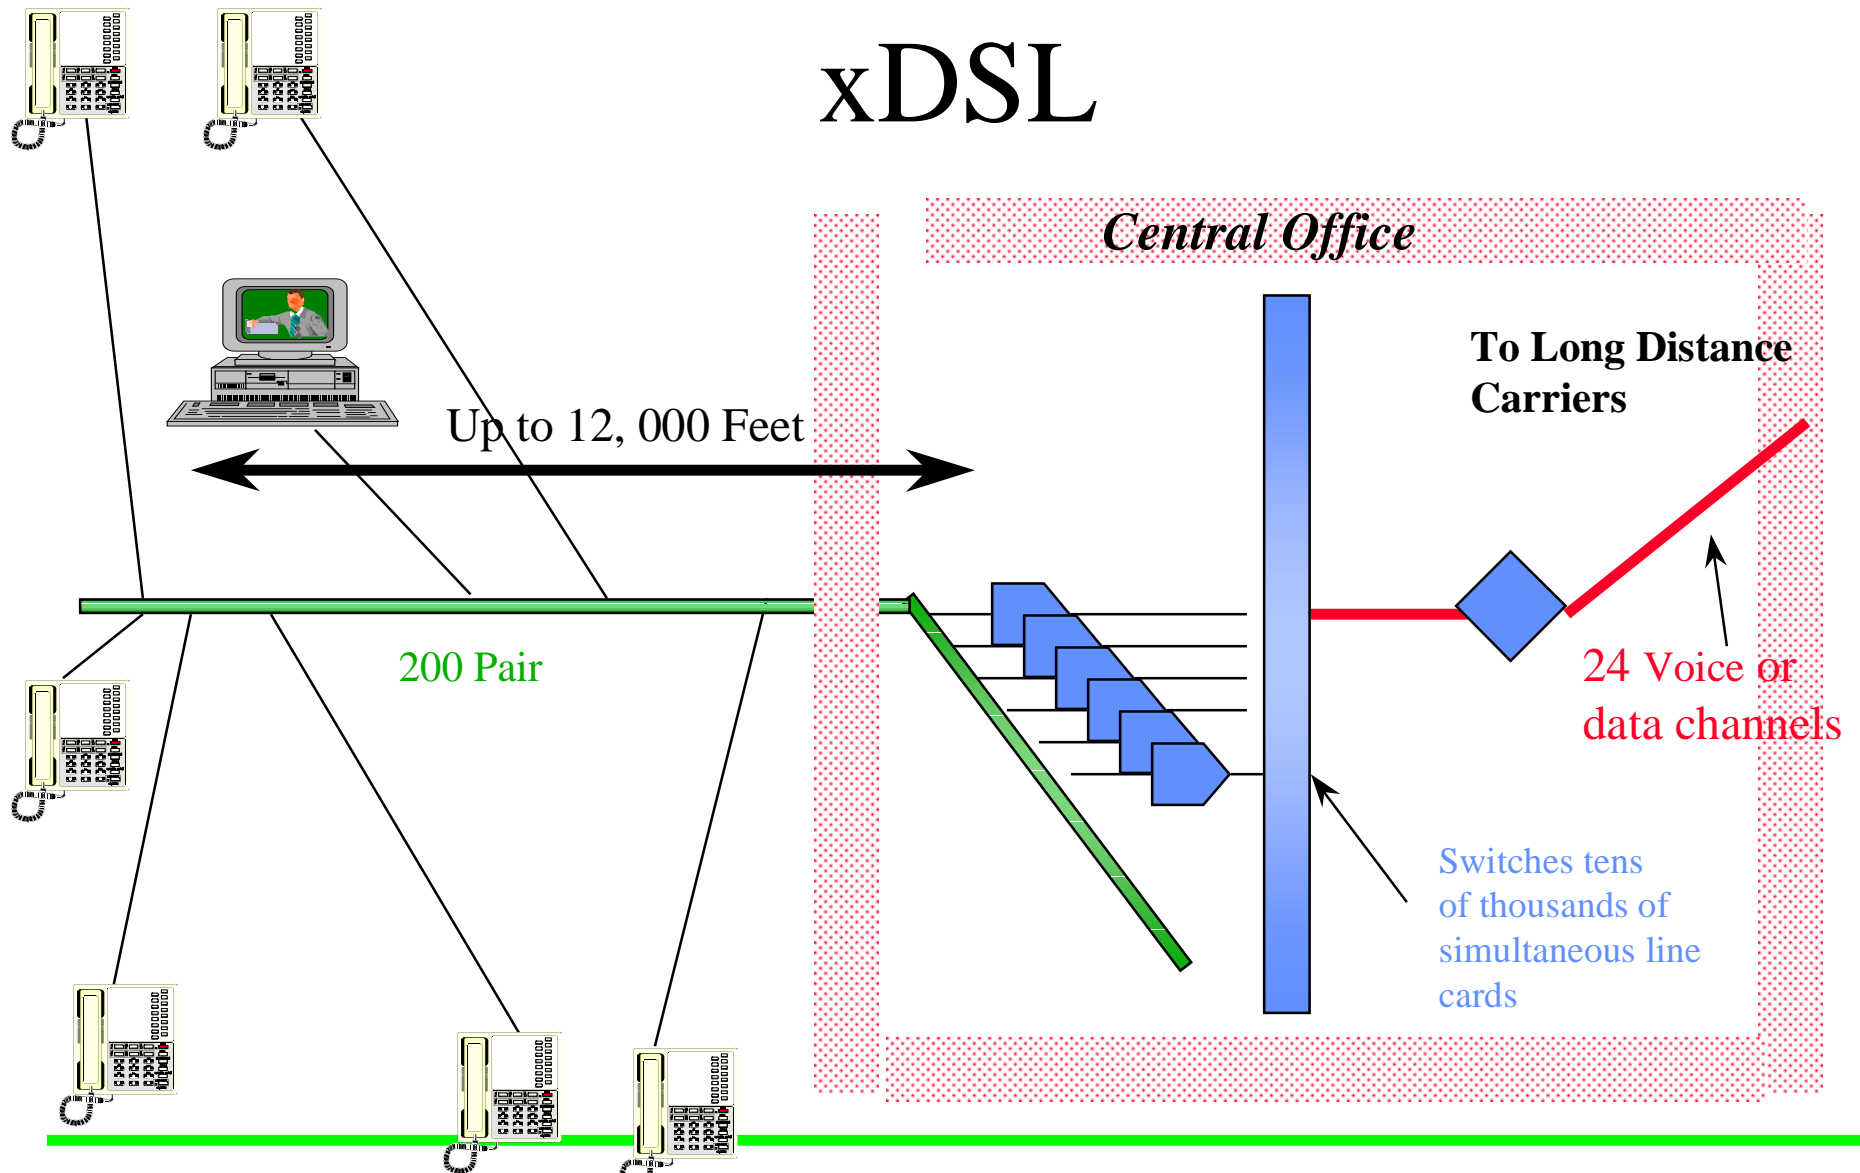 xDSL
Central Office
To Long Distance
Carriers
Up to 12, 000 Feet
200 Pair
24 Voice or
data channels
Switches tens
of thousands of
simultaneous line
cards